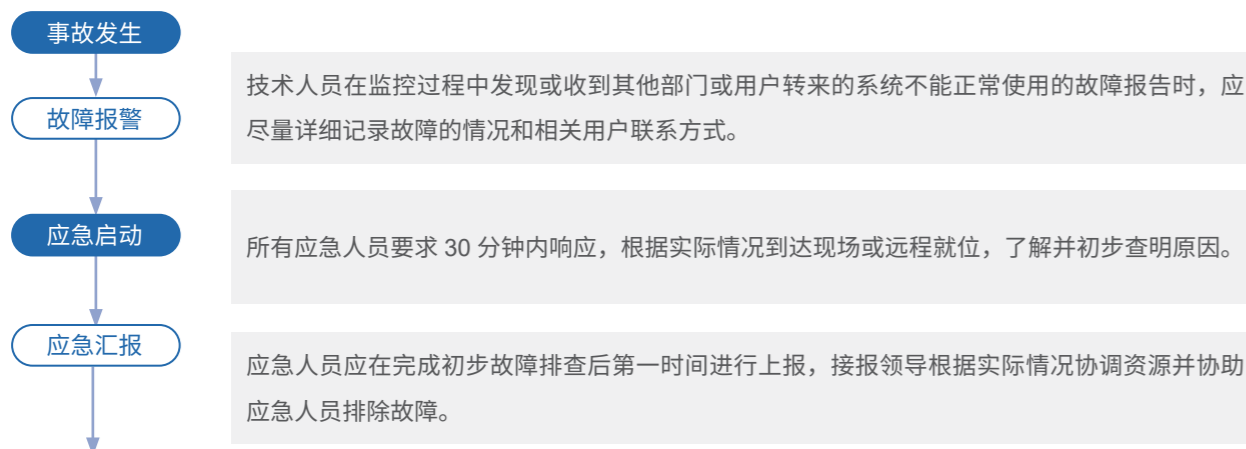 事故发生
故障报警
技术人员在监控过程中发现或收到其他部门或用户转来的系统不能正常使用的故障报告时，应
尽量详细记录故障的情况和相关用户联系方式。
应急启动
所有应急人员要求 30 分钟内响应，根据实际情况到达现场或远程就位，了解并初步查明原因。
应急汇报
应急人员应在完成初步故障排查后第一时间进行上报，接报领导根据实际情况协调资源并协助
应急人员排除故障。